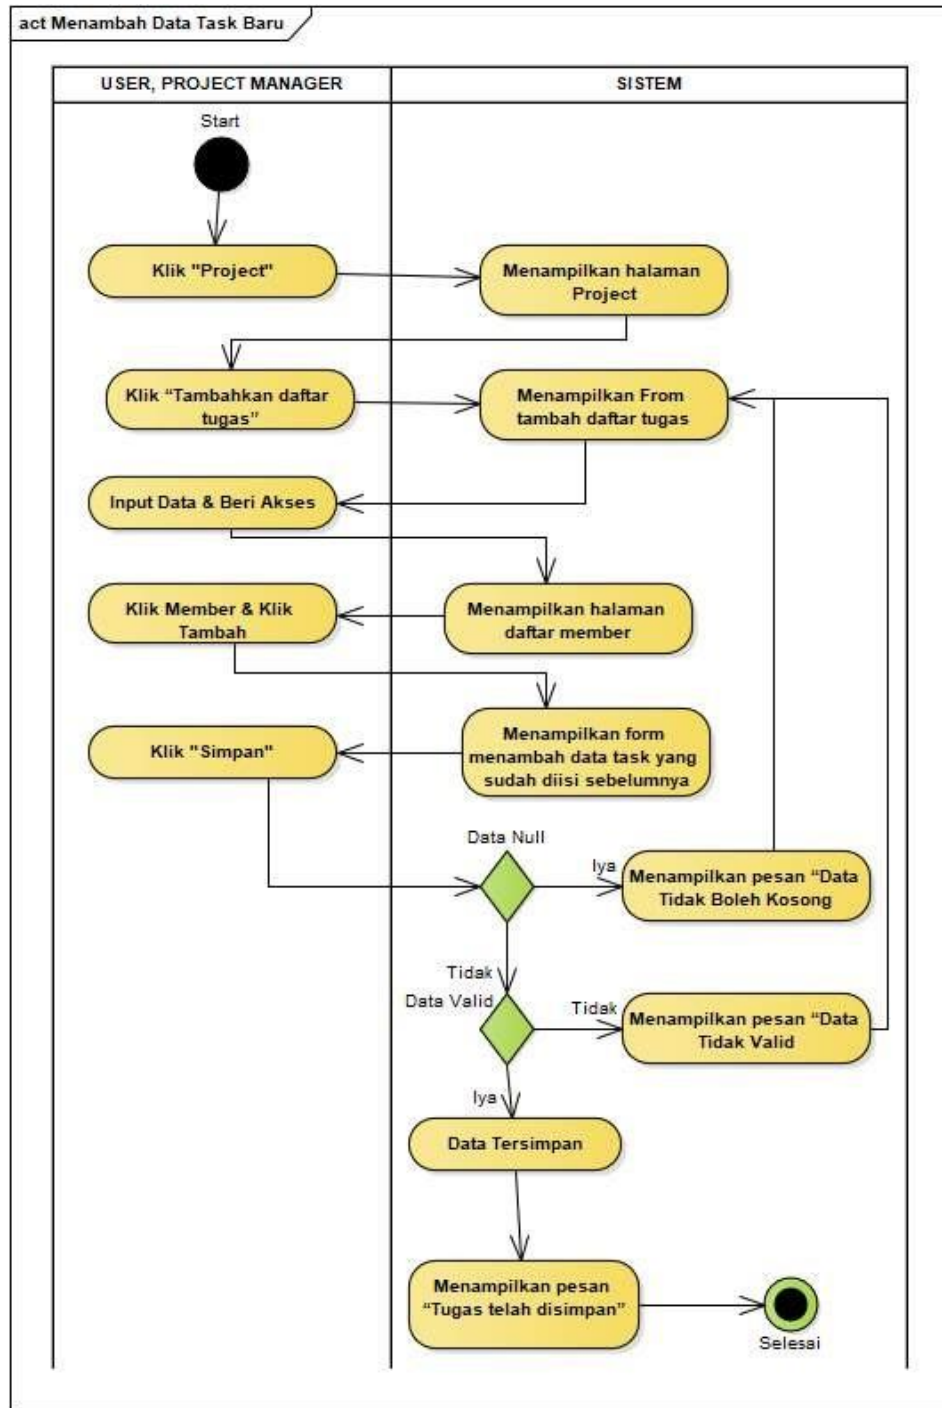 act Menambah Data Task Baru
USER, PROJECT MANAGER
SISTEM
Start
Klik "Project"
Menampilkan halaman
Project
Klik “Tambahkan daftar
tugas”
Menampilkan From
tambah daftar tugas
Input Data & Beri Akses
Klik Member & Klik
Tambah
Menampilkan halaman
daftar member
Klik "Simpan"
Menampilkan form
menambah data task yang
sudah diisi sebelumnya
Data Null
Iya
Menampilkan pesan “Data
Tidak Boleh Kosong
Tidak
Data Valid
Tidak
Menampilkan pesan “Data
Tidak Valid
Iya
Data Tersimpan
Menampilkan pesan
“Tugas telah disimpan”
Selesai